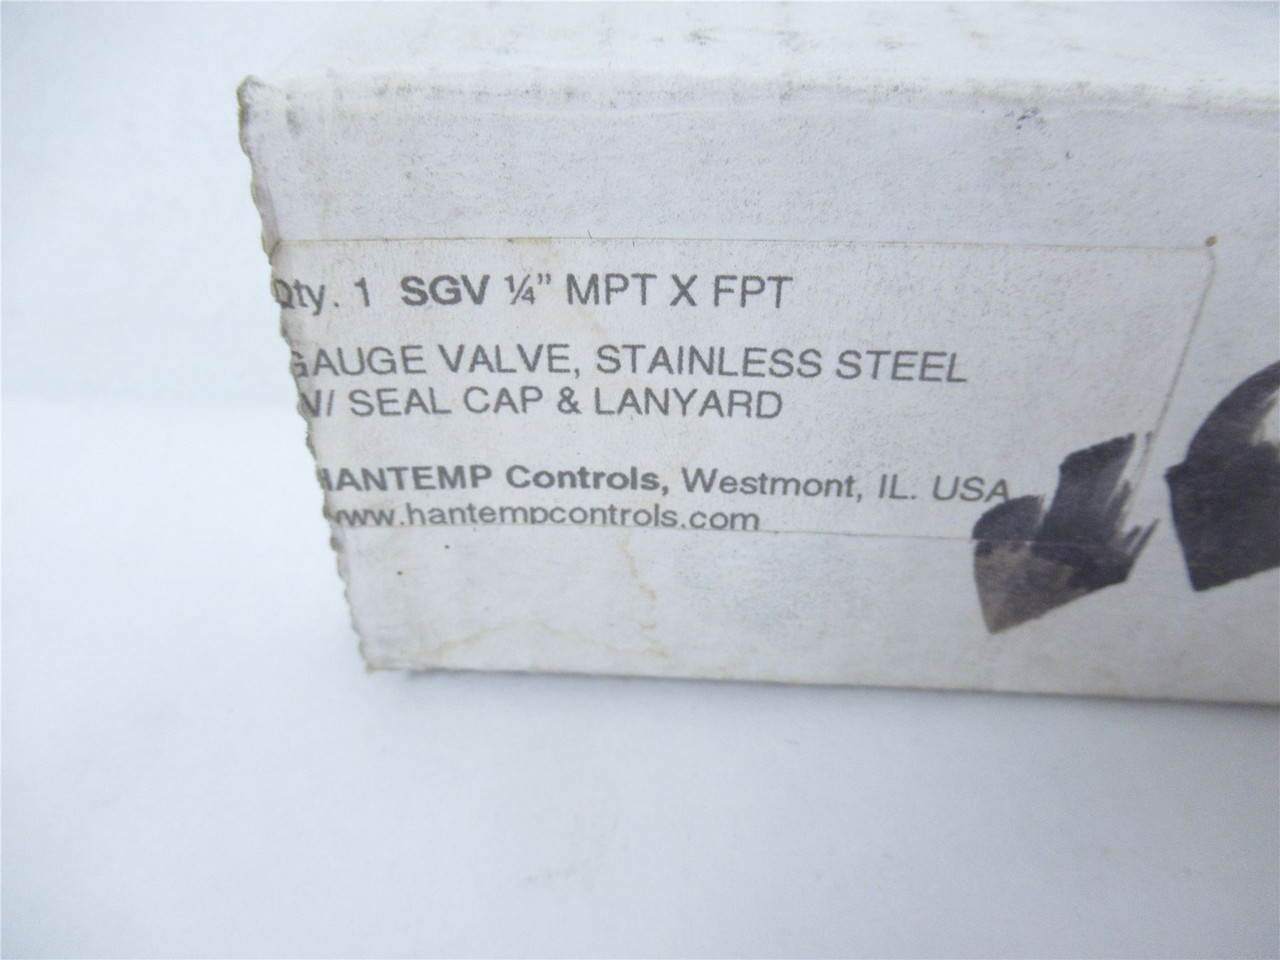 Qty. 1 SGV ¼” MPT X FPT
GAUGE VALVE, STAINLESS STEEL
W/ SEAL CAP & LANYARD
HANTEMP Controls, Westmont, IL. USA
www.hantempcontrols.com